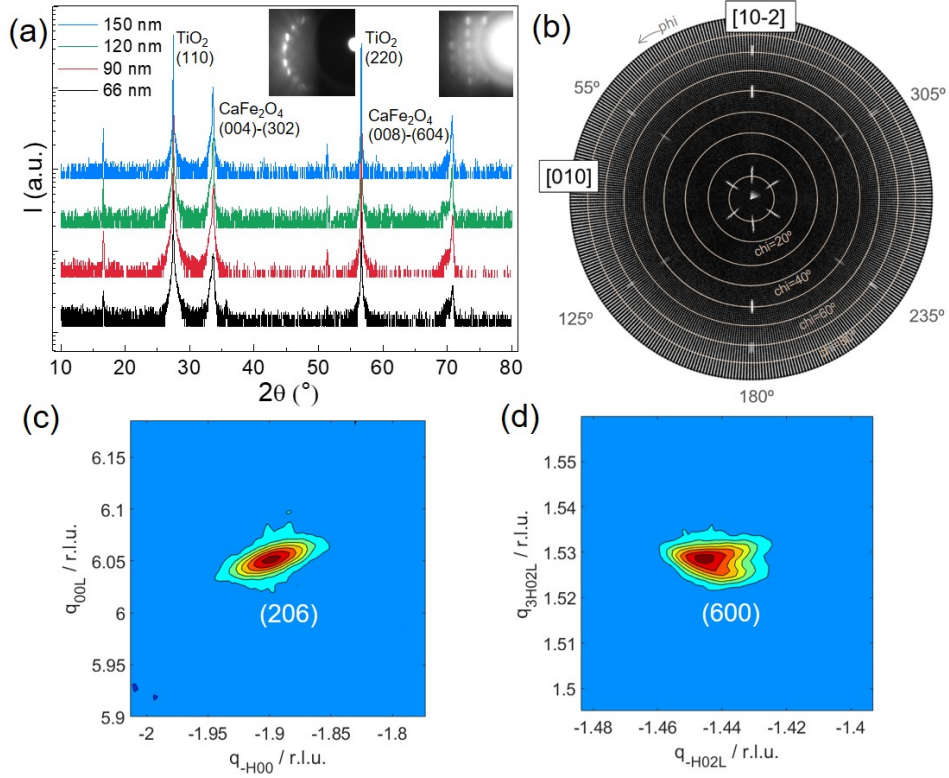 (a)
150 nm
120 nm
90 nm
66 nm
TiO2
(110)
CaFe2O4
(004)-(302)
TiO2
(220)
CaFe2O4
(008)-(604)
I (a.u.)
10 20 30 40 50 60 70 80
2θ (°)
(b)
phi
[10-2]
55º
305º
[010]
chi=20º
chi=40º
chi=60º
125º
235º
180º
(c)
6.15
6.1
6.05
6
5.95
5.9
q00L / r.l.u.
(206)
-2 -1.95 -1.9 -1.85 -1.8
q-H00 / r.l.u.
(d)
1.55
1.54
1.53
1.52
1.51
1.5
q3H02L / r.l.u.
(600)
-1.48 -1.46 -1.44 -1.42 -1.4
q-H02L / r.l.u.